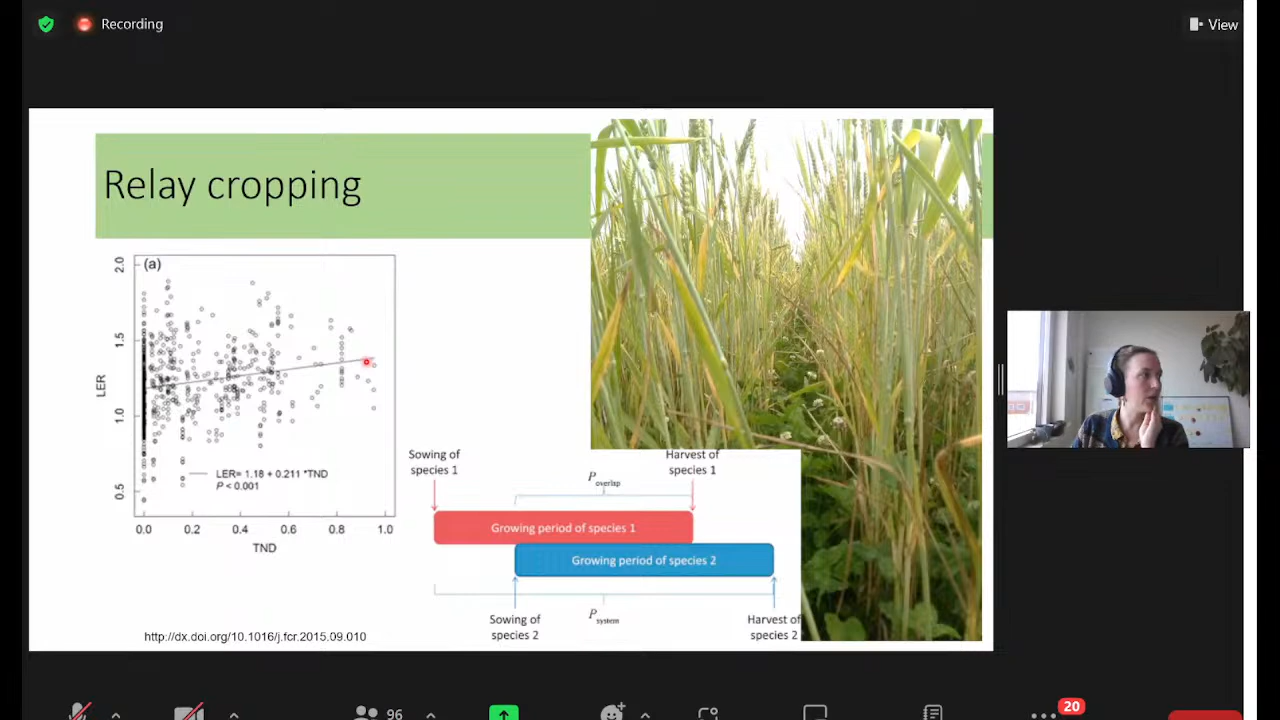 Recording
View
Relay cropping
(a)
2.0
1.5
1.0
0.5
LER
LER= 1.18 + 0.211 *TND
P < 0.001
0.0 0.2 0.4 0.6 0.8 1.0
TND
Sowing of
species 1
Harvest of
species 1
P overlap
Growing period of species 1
Growing period of species 2
P system
Sowing of
species 2
Harvest of
species 2
http://dx.doi.org/10.1016/j.fcr.2015.09.010
96
20